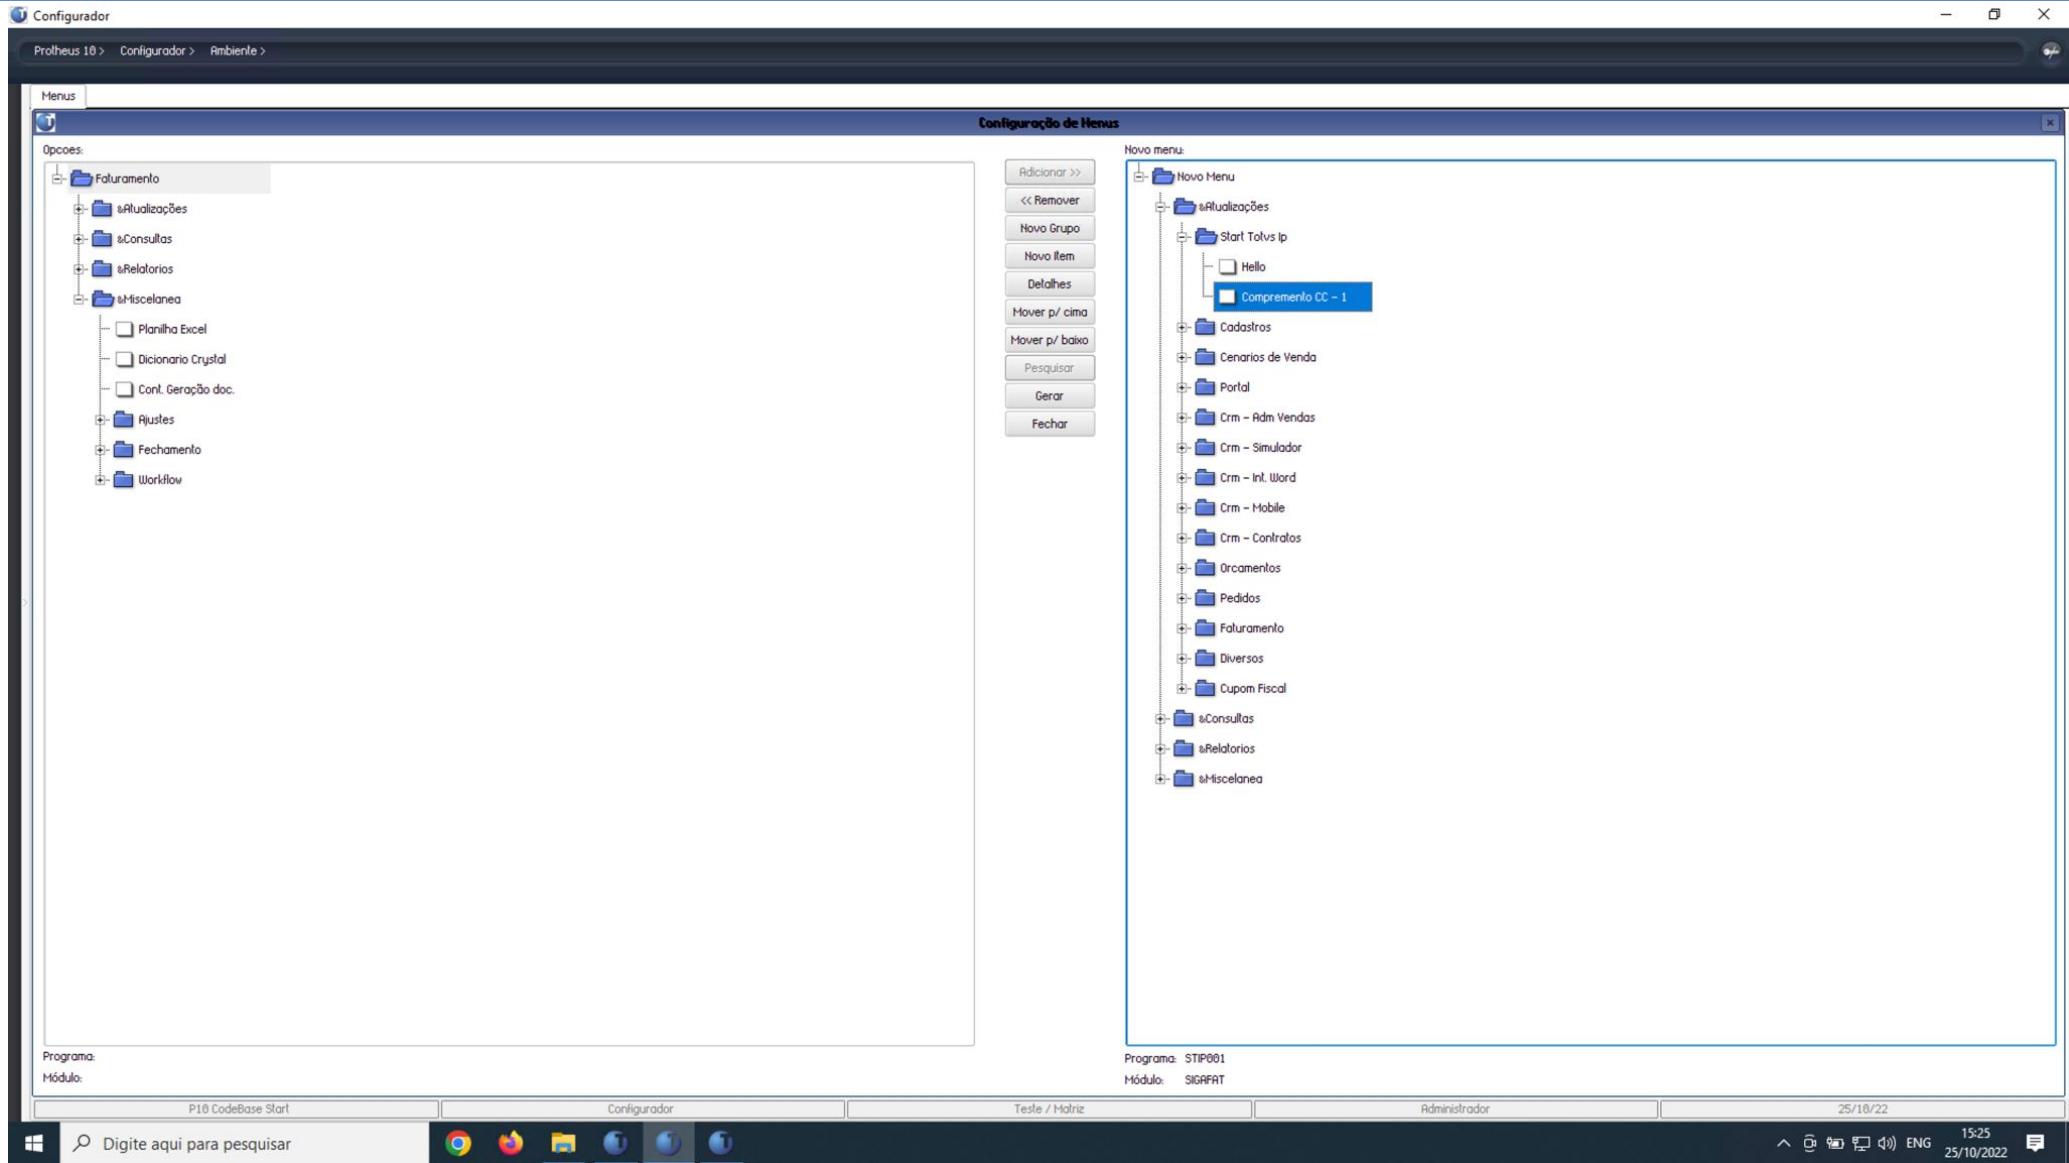 Configurador
Protheus 10 > Configurador > Ambiente >
Menus
Configuração de Menus
Opcoes:
Faturamento
&Atualizações
&Consultas
&Relatorios
&Miscelanea
Planilha Excel
Dicionario Crystal
Cont. Geração doc.
Ajustes
Fechamento
Workflow
Programa:
Módulo:
Adicionar >>
<< Remover
Novo Grupo
Novo Item
Detalhes
Mover p/ cima
Mover p/ baixo
Pesquisar
Gerar
Fechar
Novo menu:
Novo Menu
&Atualizações
Start Totvs Ip
Hello
Compremento CC - 1
Cadastros
Cenarios de Venda
Portal
Crm - Adm Vendas
Crm - Simulador
Crm - Int. Word
Crm - Mobile
Crm - Contratos
Orcamentos
Pedidos
Faturamento
Diversos
Cupom Fiscal
&Consultas
&Relatorios
&Miscelanea
Programa: STIP001
Módulo: SIGAFAT
P10 CodeBase Start
Configurador
Teste / Matriz
Administrador
25/10/22
Digite aqui para pesquisar
ENG
15:25
25/10/2022